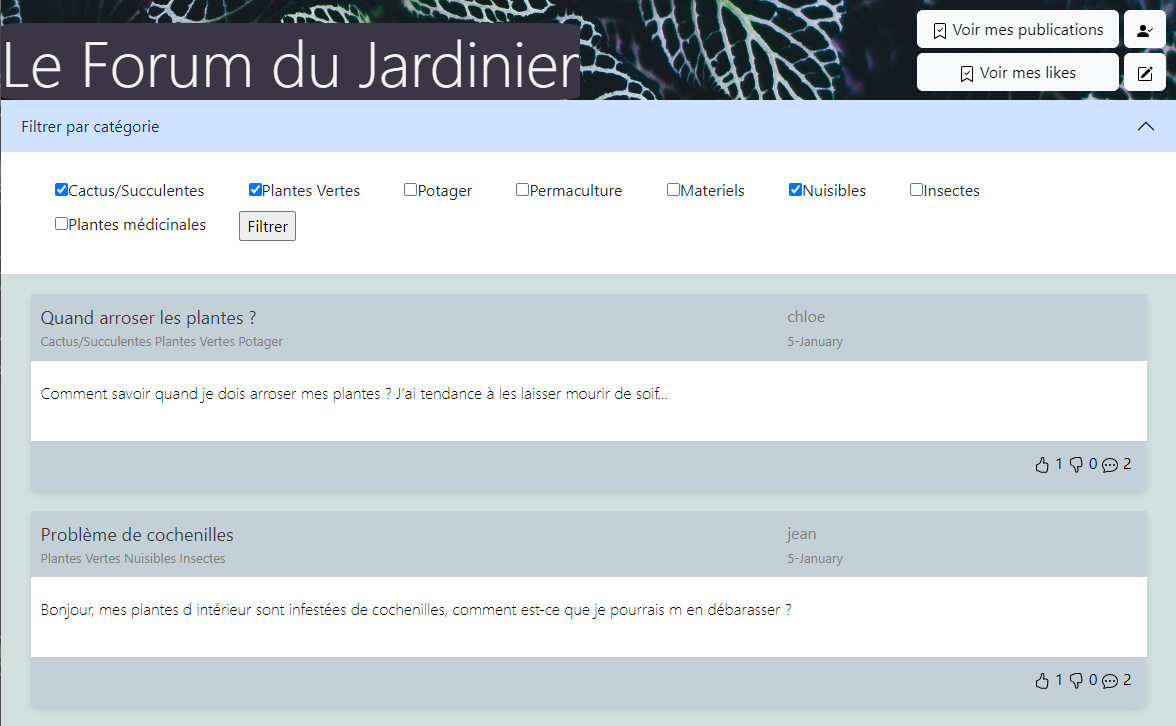 Le Forum du Jardinier
Voir mes publications
Voir mes likes
Filtrer par catégorie
Cactus/Succulentes Plantes Vertes Potager Permaculture Materiels Nuisibles Insectes
Plantes médicinales Filtrer
Quand arroser les plantes ? chloe
Cactus/Succulentes Plantes Vertes Potager 5-January
Comment savoir quand je dois arroser mes plantes ? J'ai tendance à les laisser mourir de soif...
1 0 2
Problème de cochenilles jean
Plantes Vertes Nuisibles Insectes 5-January
Bonjour, mes plantes d intérieur sont infestées de cochenilles, comment est-ce que je pourrais m en débarasser ?
1 0 2